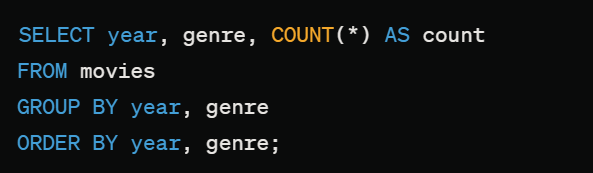 SELECT year, genre, COUNT(*) AS count
FROM movies
GROUP BY year, genre
ORDER BY year, genre;